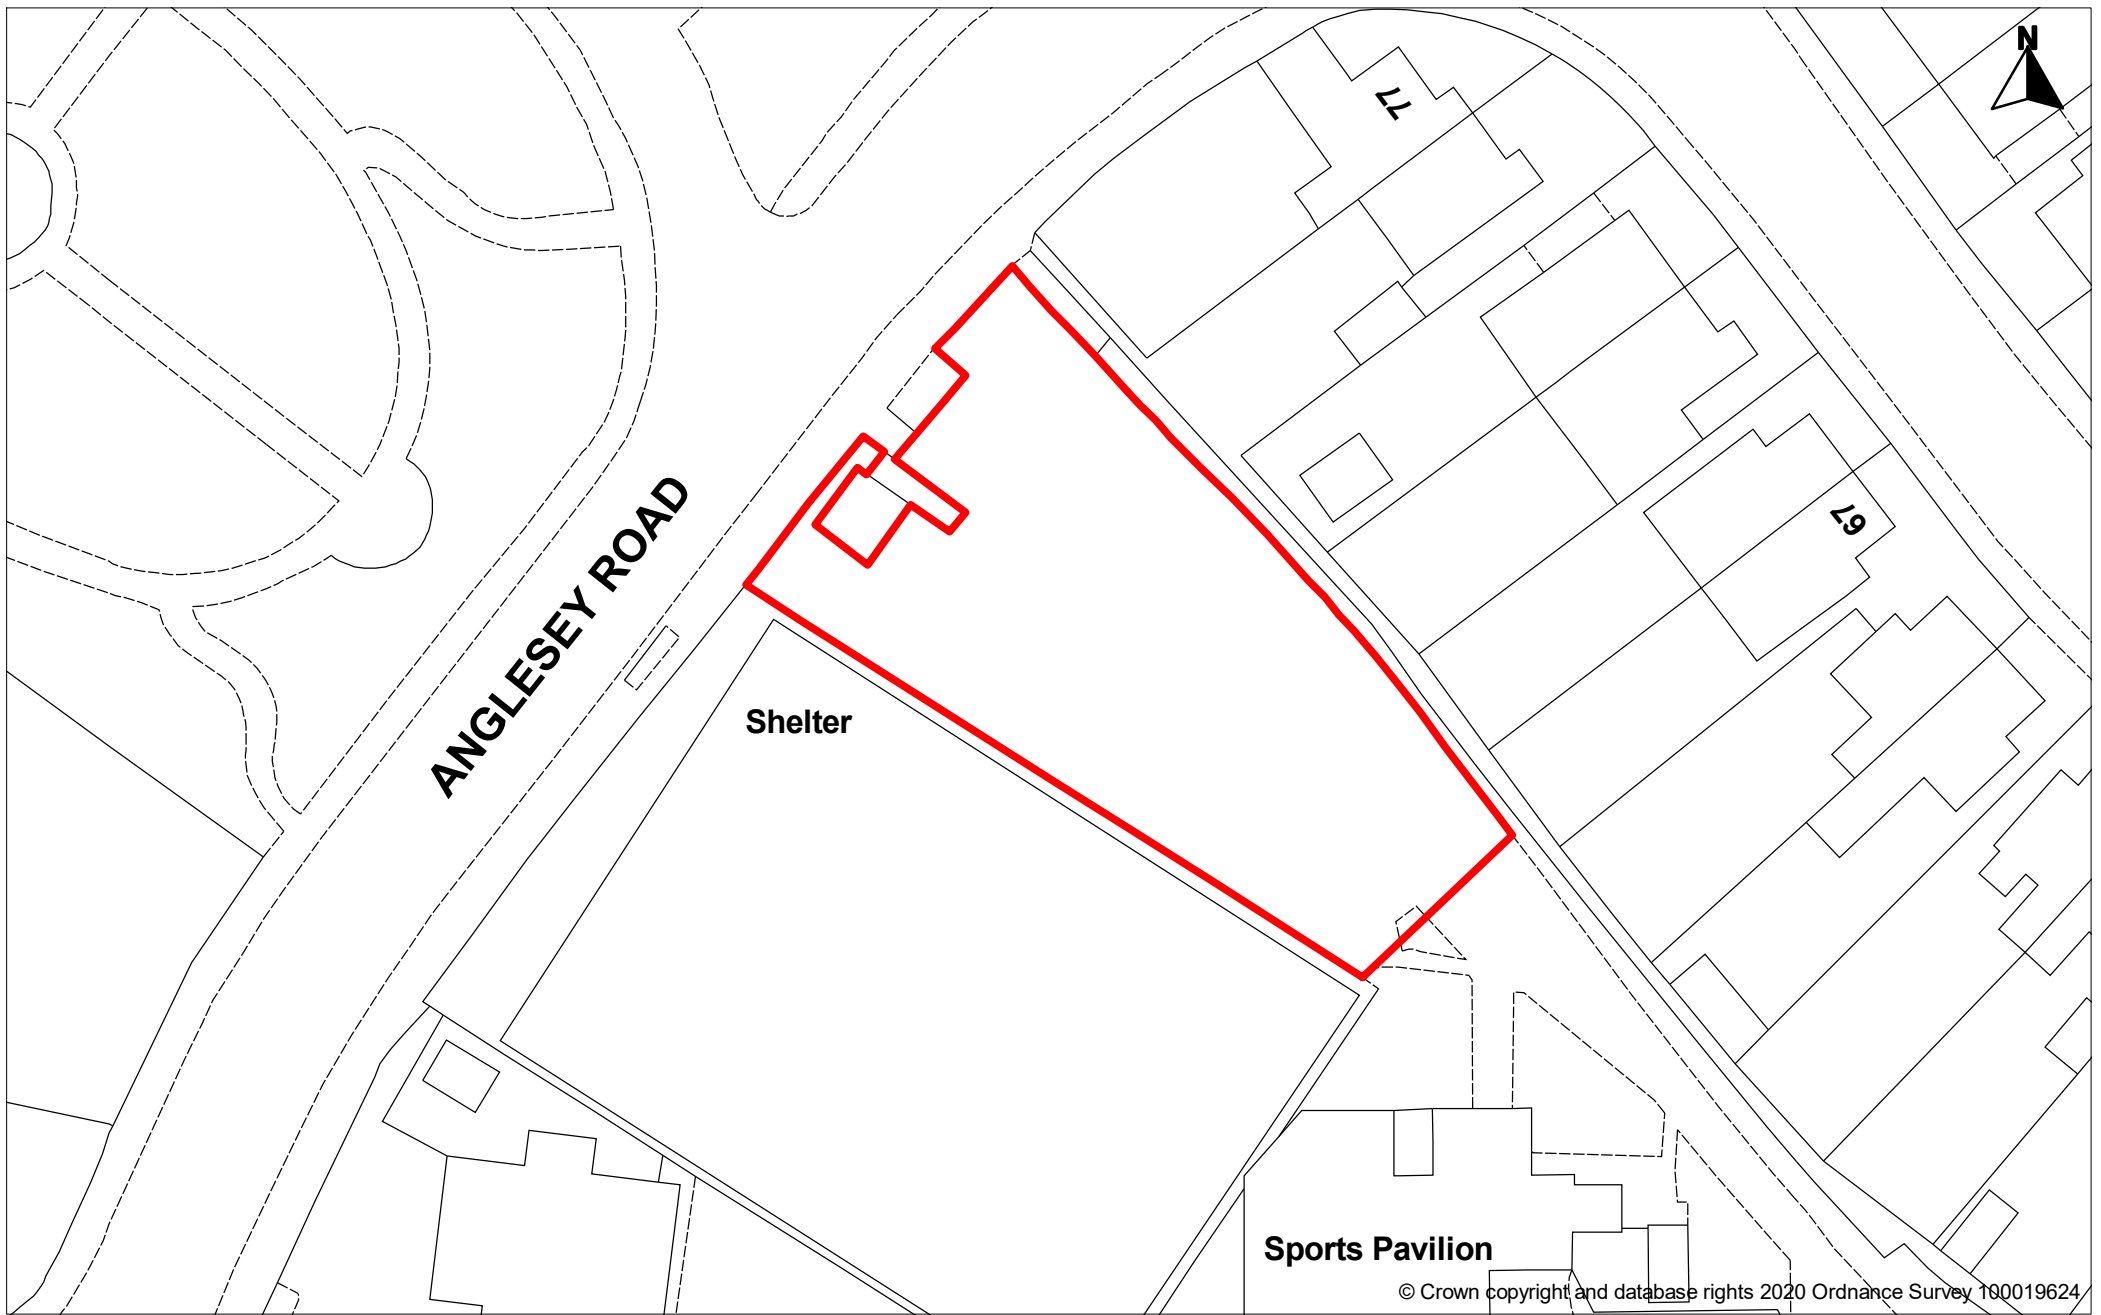 N
77
67
ANGLESEY ROAD
Shelter
Sports Pavilion
© Crown copyright and database rights 2020 Ordnance Survey 100019624